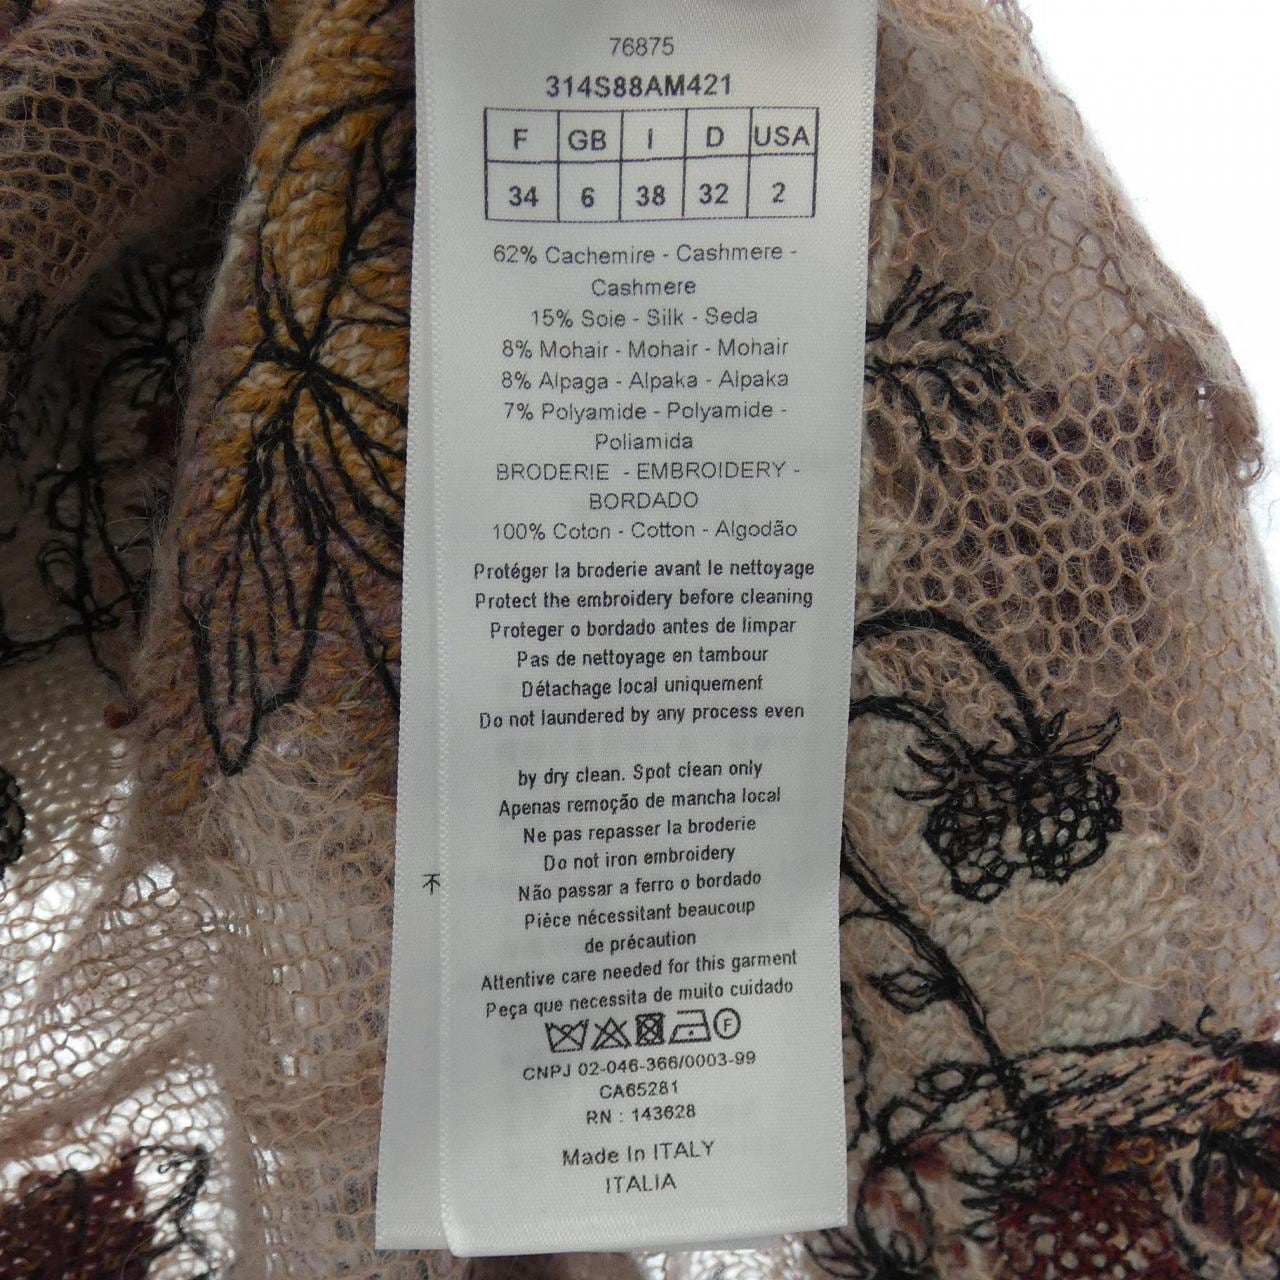 76875
314S88AM421
F GB I D USA
34 6 38 32 2
62% Cachemire - Cashmere -
Cashmere
15% Soie - Silk - Seda
8% Mohair - Mohair - Mohair
8% Alpaga - Alpaka - Alpaka
7% Polyamide - Polyamide -
Poliamida
BRODERIE - EMBROIDERY -
BORDADO
100% Coton - Cotton - Algodão
Protéger la broderie avant le nettoyage
Protect the embroidery before cleaning
Proteger o bordado antes de limpar
Pas de nettoyage en tambour
Détachage local uniquement
Do not laundered by any process even
by dry clean. Spot clean only
Apenas remoção de mancha local
Ne pas repasser la broderie
Do not iron embroidery
Não passar a ferro o bordado
Pièce nécessitant beaucoup
de précaution
Attentive care needed for this garment
Peça que necessita de muito cuidado
F
CNPJ 02-046-366/0003-99
CA65281
RN : 143628
Made In ITALY
ITALIA
不